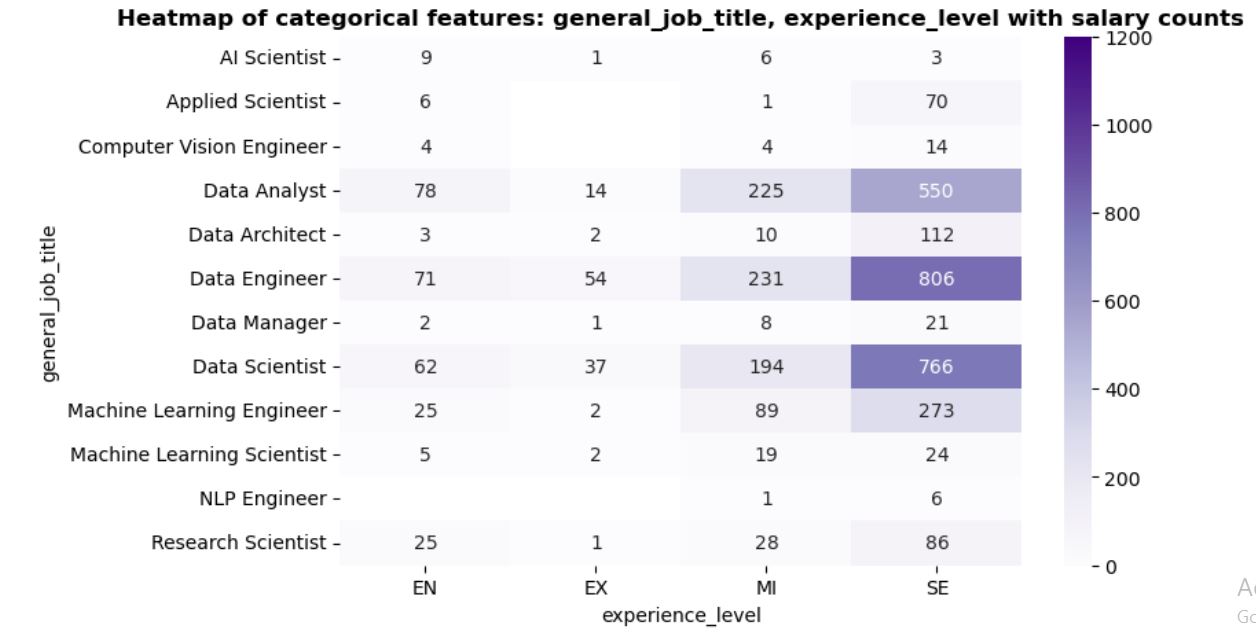 Heatmap of categorical features: general_job_title, experience_level with salary counts
general_job_title
AI Scientist 9 1 6 3
Applied Scientist 6 1 70
Computer Vision Engineer 4 4 14
Data Analyst 78 14 225 550
Data Architect 3 2 10 112
Data Engineer 71 54 231 806
Data Manager 2 1 8 21
Data Scientist 62 37 194 766
Machine Learning Engineer 25 2 89 273
Machine Learning Scientist 5 2 19 24
NLP Engineer 1 6
Research Scientist 25 1 28 86
EN EX MI SE
experience_level
1200
1000
800
600
400
200
0